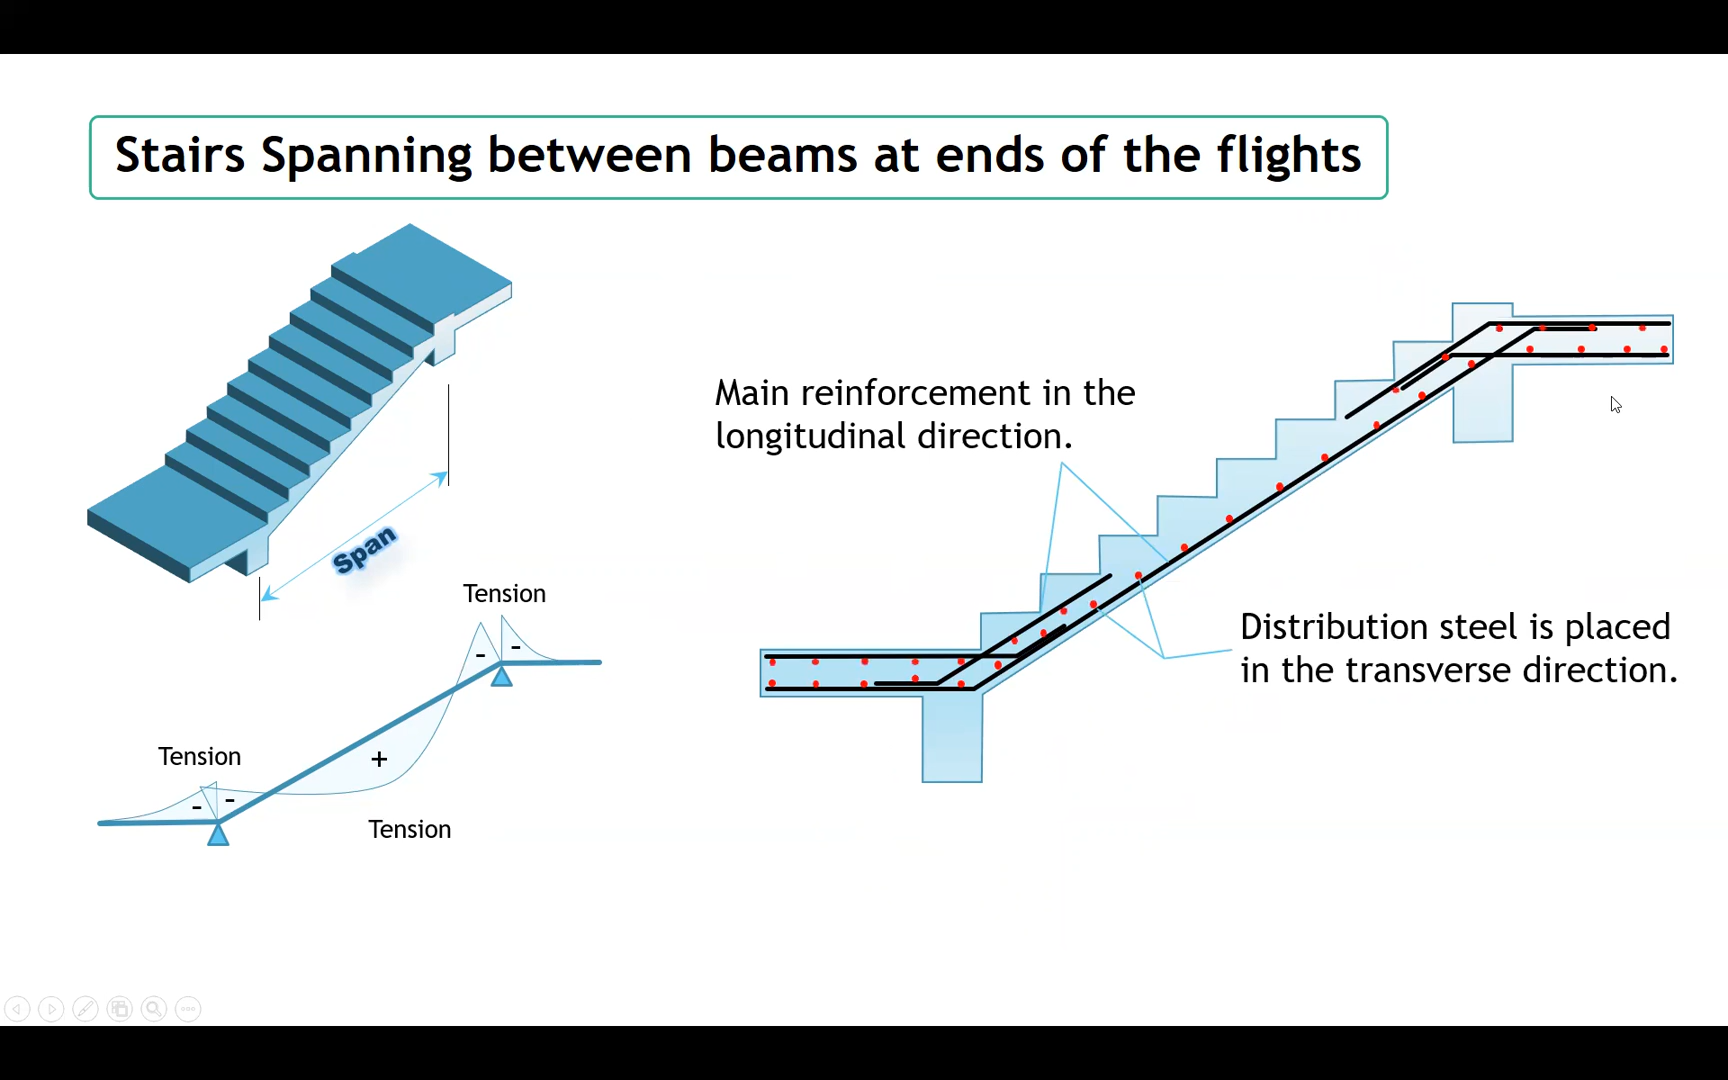 Stairs Spanning between beams at ends of the flights
Main reinforcement in the
longitudinal direction.
Span
Tension
Distribution steel is placed
in the transverse direction.
- -
Tension
+
- -
Tension